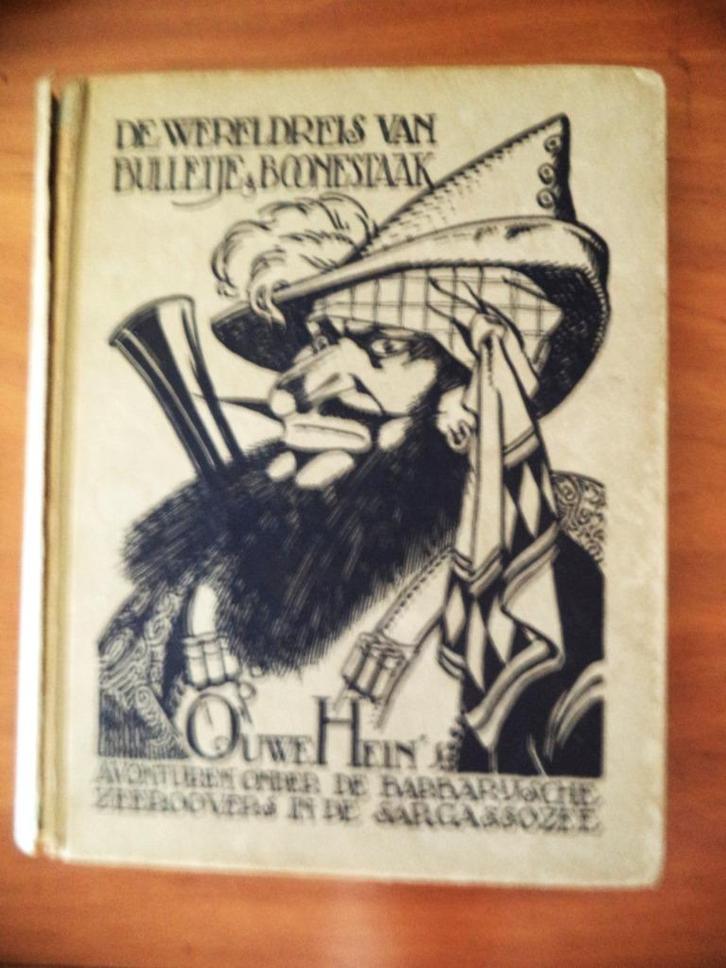 DE WERELDREIS VAN
BULLETJE & BOONESTAAK
OUWE HEIN'S
AVONTUREN ONDER DE BARBARIJSCHE
ZEEROOVERS IN DE SARGASSOZEE